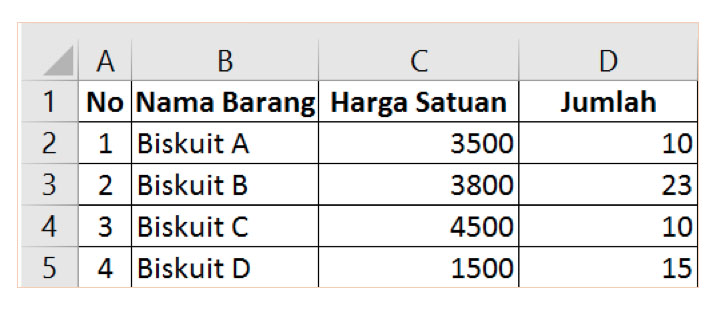 A B C D
1 No Nama Barang Harga Satuan Jumlah
2 1 Biskuit A 3500 10
3 2 Biskuit B 3800 23
4 3 Biskuit C 4500 10
5 4 Biskuit D 1500 15